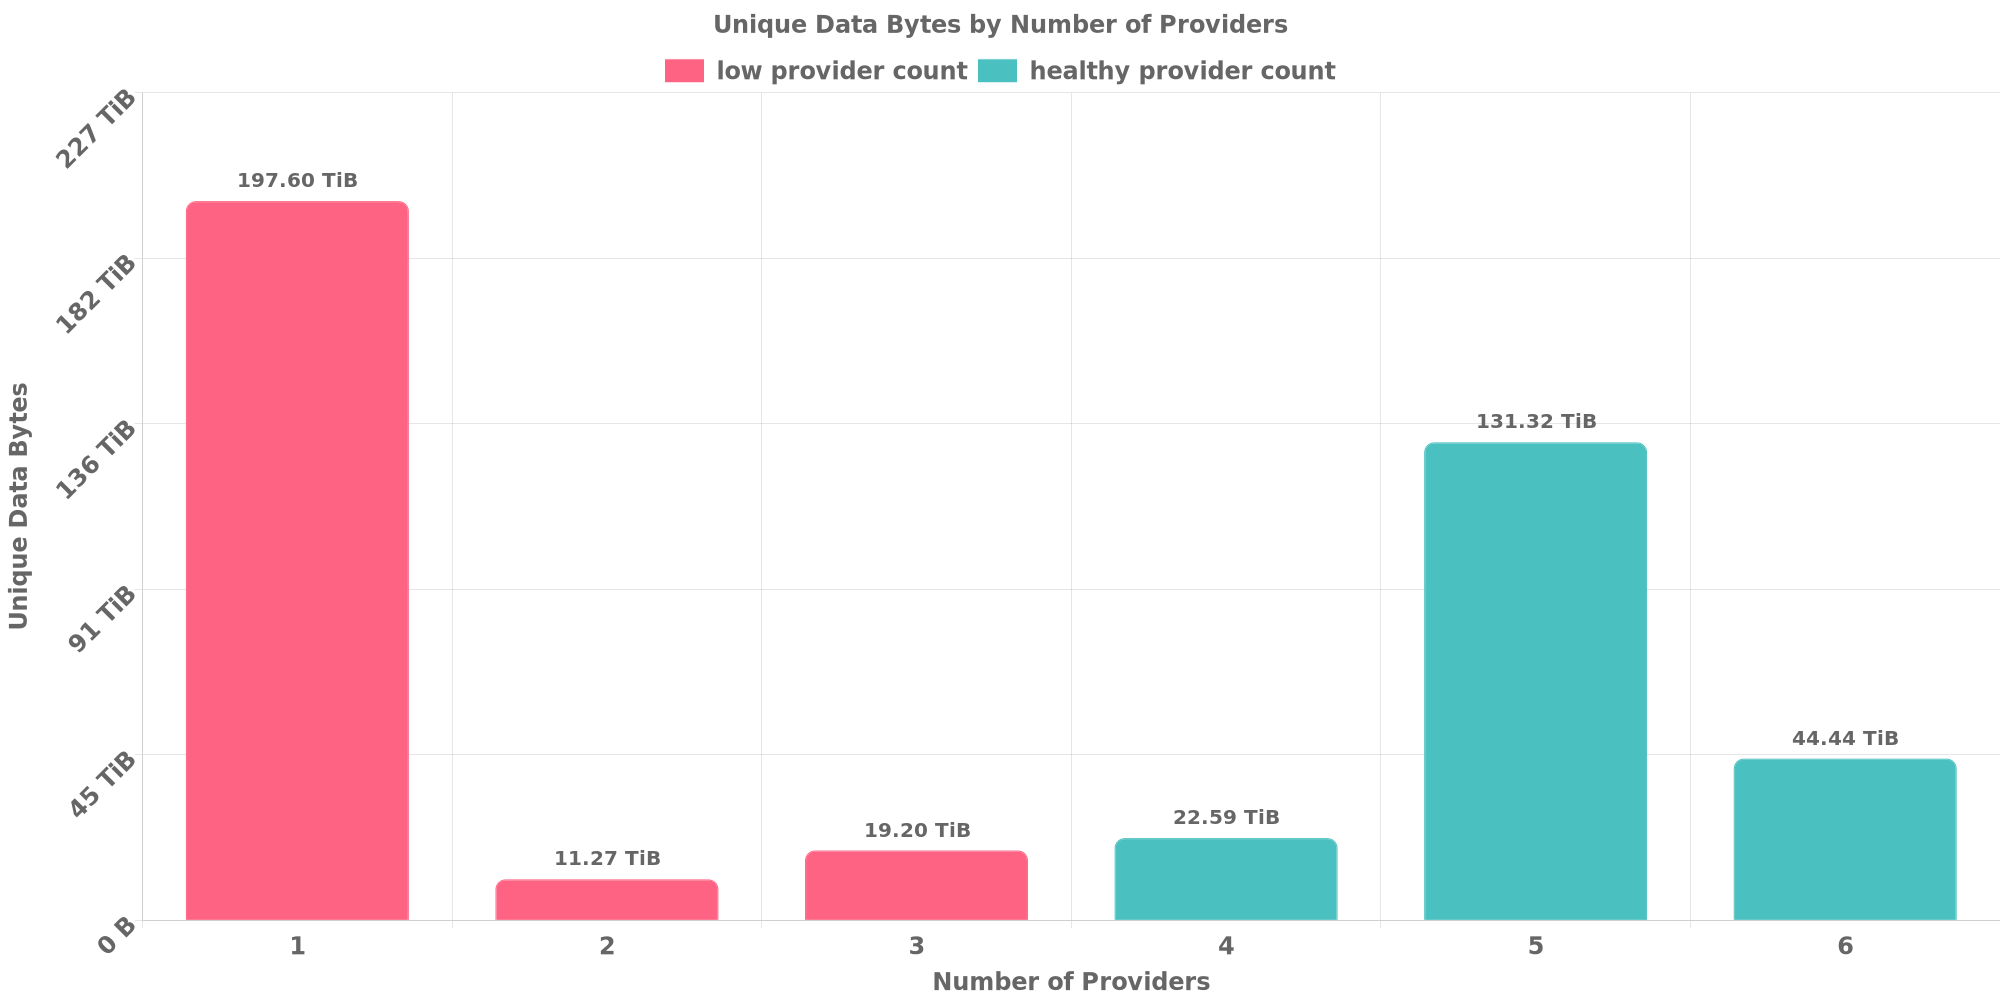 Unique Data Bytes by Number of Providers
low provider count healthy provider count
227 TiB
182 TiB
136 TiB
91 TiB
45 TiB
0 B
Unique Data Bytes
197.60 TiB
11.27 TiB
19.20 TiB
22.59 TiB
131.32 TiB
44.44 TiB
1 2 3 4 5 6
Number of Providers